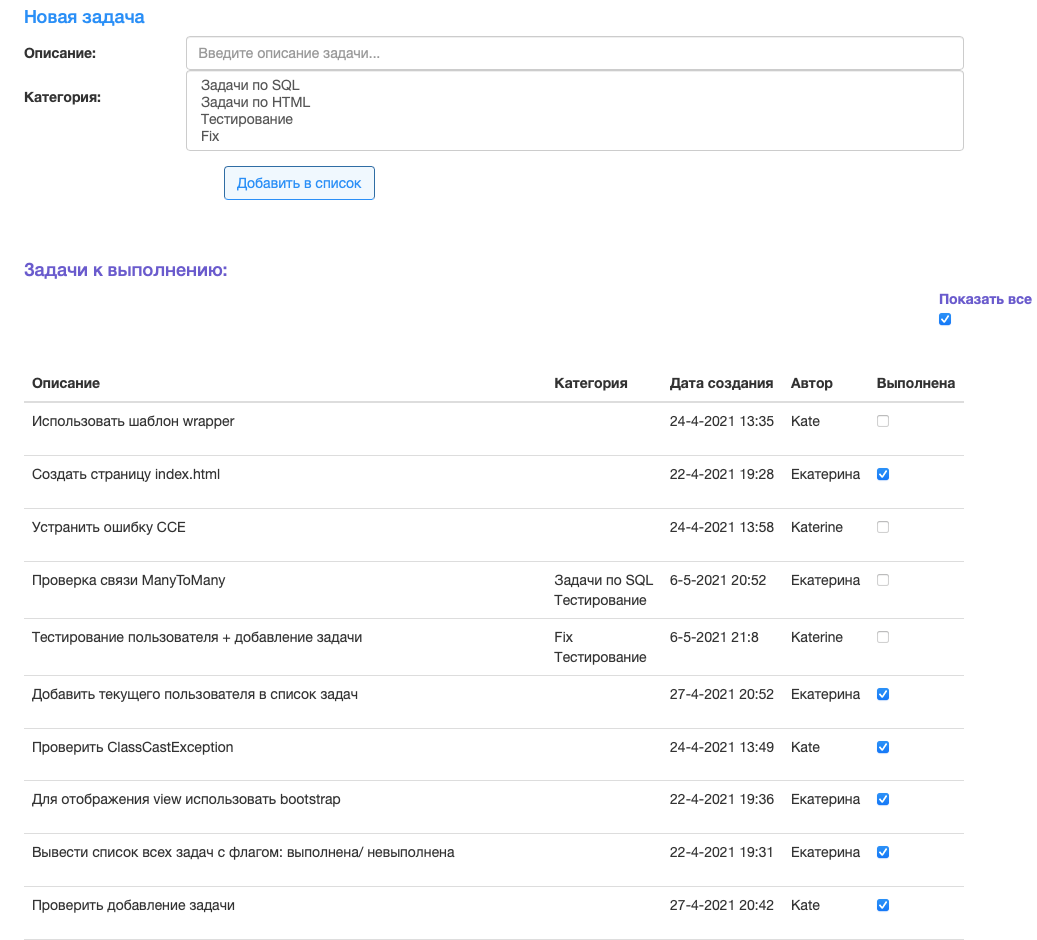 Новая задача
Описание: Введите описание задачи...
Категория: Задачи по SQL
Задачи по HTML
Тестирование
Fix
Добавить в список
Задачи к выполнению:
Показать все
Описание Категория Дата создания Автор Выполнена
Использовать шаблон wrapper 24-4-2021 13:35 Kate
Создать страницу index.html 22-4-2021 19:28 Екатерина
Устранить ошибку CCE 24-4-2021 13:58 Katerine
Проверка связи ManyToMany Задачи по SQL 6-5-2021 20:52 Екатерина
Тестирование
Тестирование пользователя + добавление задачи Fix 6-5-2021 21:8 Katerine
Тестирование
Добавить текущего пользователя в список задач 27-4-2021 20:52 Екатерина
Проверить ClassCastException 24-4-2021 13:49 Kate
Для отображения view использовать bootstrap 22-4-2021 19:36 Екатерина
Вывести список всех задач с флагом: выполнена/ невыполнена 22-4-2021 19:31 Екатерина
Проверить добавление задачи 27-4-2021 20:42 Kate